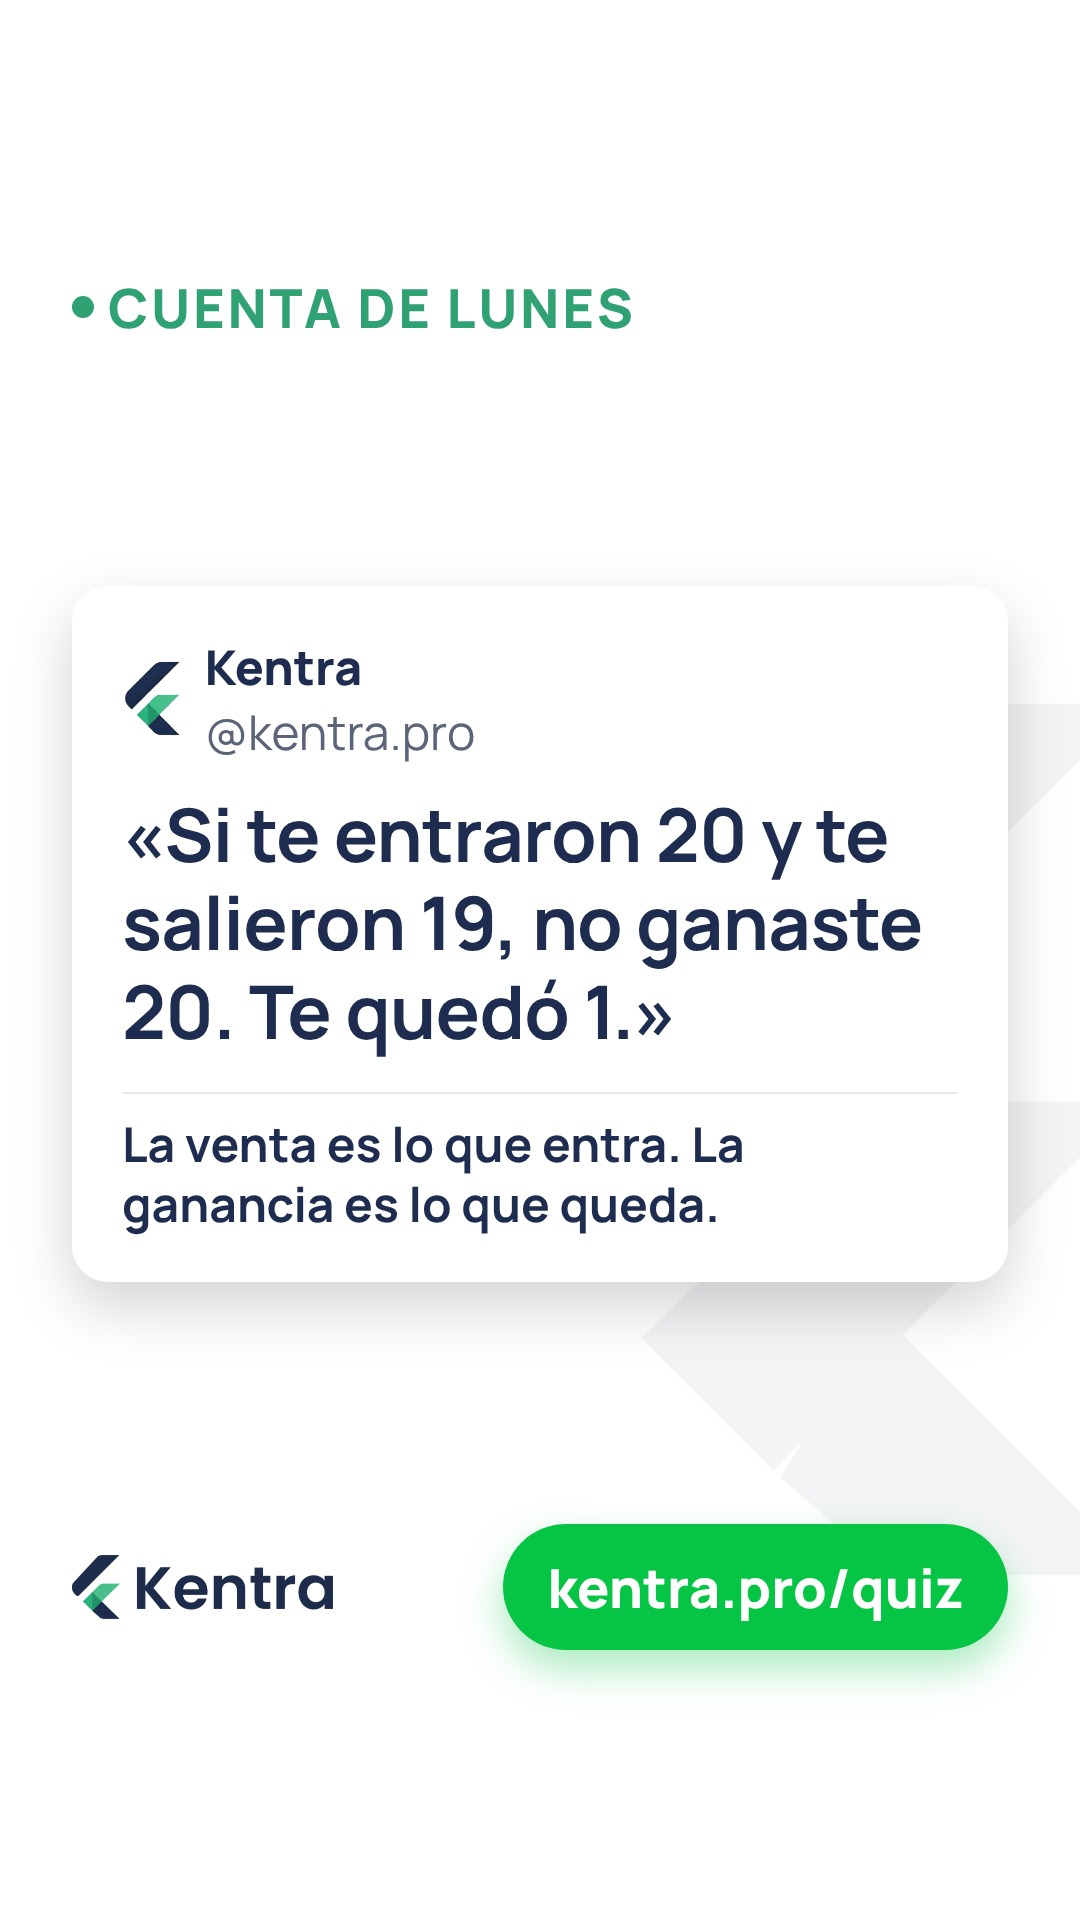 • CUENTA DE LUNES
Kentra
@kentra.pro
«Si te entraron 20 y te
salieron 19, no ganaste
20. Te quedó 1.»
La venta es lo que entra. La
ganancia es lo que queda.
Kentra
kentra.pro/quiz